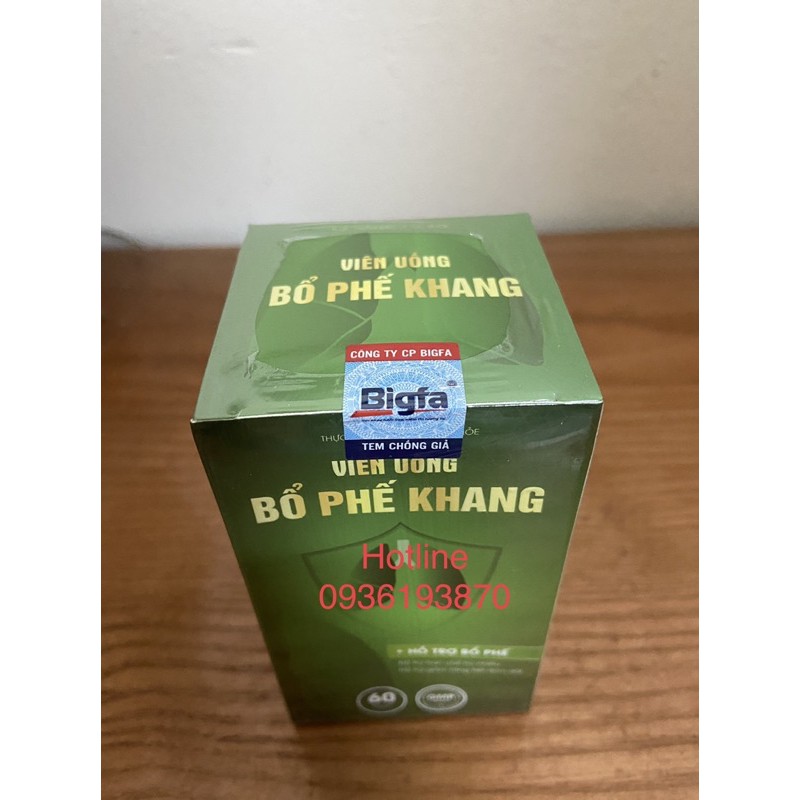 VIÊN UỐNG
BỔ PHẾ KHANG
CÔNG TY CP BIGFA
Bigfa
TEM CHỐNG GIẢ
THỰC
VIÊN UỐNG
BỔ PHẾ KHANG
Hotline
0936193870
+ HỖ TRỢ BỔ PHẾ
60